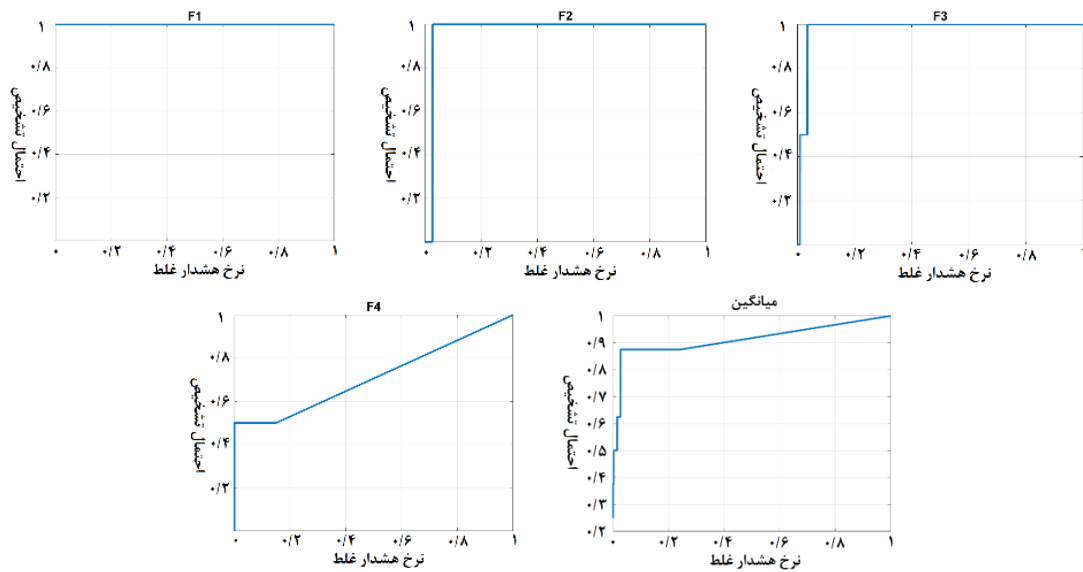 F1
۱
۰/۸
۰/۶
۰/۴
۰/۲
۰ ۰/۲ ۰/۴ ۰/۶ ۰/۸ ۱
احتمال تشخیص
نرخ هشدار غلط
F2
۱
۰/۸
۰/۶
۰/۴
۰/۲
۰ ۰/۲ ۰/۴ ۰/۶ ۰/۸ ۱
احتمال تشخیص
نرخ هشدار غلط
F3
۱
۰/۸
۰/۶
۰/۴
۰/۲
۰ ۰/۲ ۰/۴ ۰/۶ ۰/۸ ۱
احتمال تشخیص
نرخ هشدار غلط
F4
۱
۰/۸
۰/۶
۰/۴
۰/۲
۰ ۰/۲ ۰/۴ ۰/۶ ۰/۸ ۱
احتمال تشخیص
نرخ هشدار غلط
میانگین
۱
۰/۹
۰/۸
۰/۷
۰/۶
۰/۵
۰/۴
۰/۳
۰/۲
۰ ۰/۲ ۰/۴ ۰/۶ ۰/۸ ۱
احتمال تشخیص
نرخ هشدار غلط